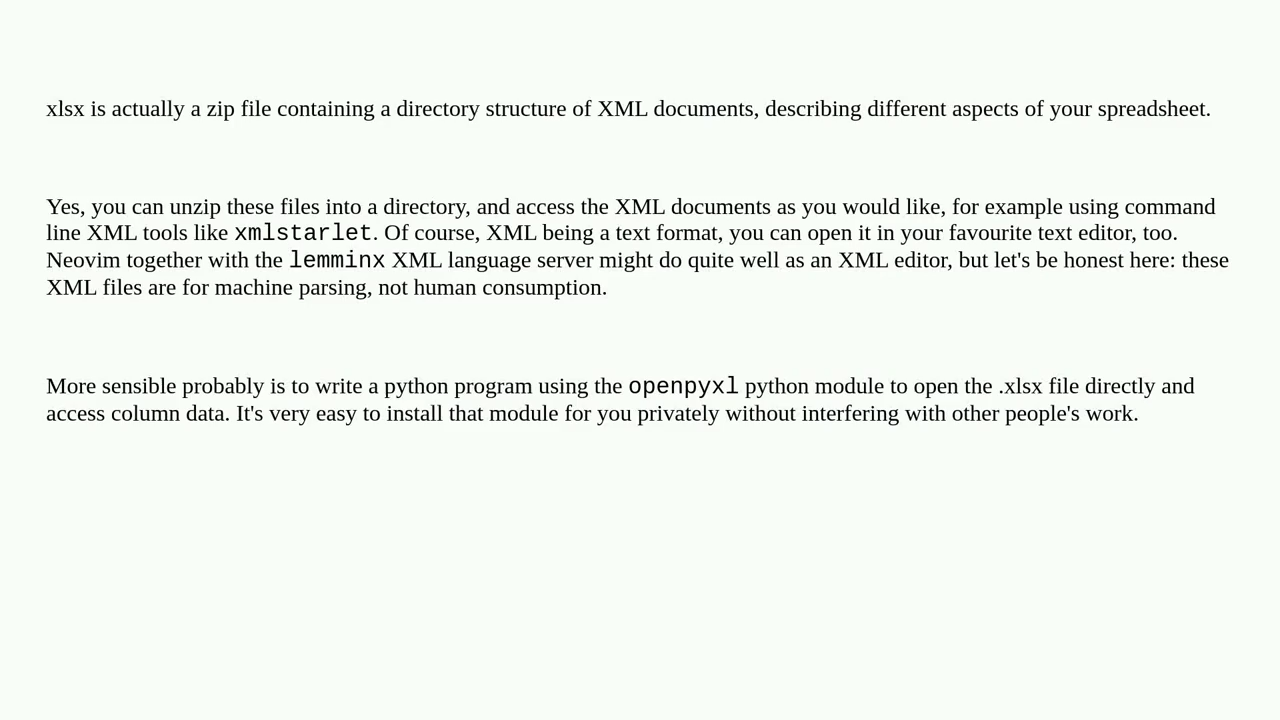 xlsx is actually a zip file containing a directory structure of XML documents, describing different aspects of your spreadsheet.
Yes, you can unzip these files into a directory, and access the XML documents as you would like, for example using command
line XML tools like xmlstarlet. Of course, XML being a text format, you can open it in your favourite text editor, too.
Neovim together with the lemminx XML language server might do quite well as an XML editor, but let's be honest here: these
XML files are for machine parsing, not human consumption.
More sensible probably is to write a python program using the openpyxl python module to open the .xlsx file directly and
access column data. It's very easy to install that module for you privately without interfering with other people's work.